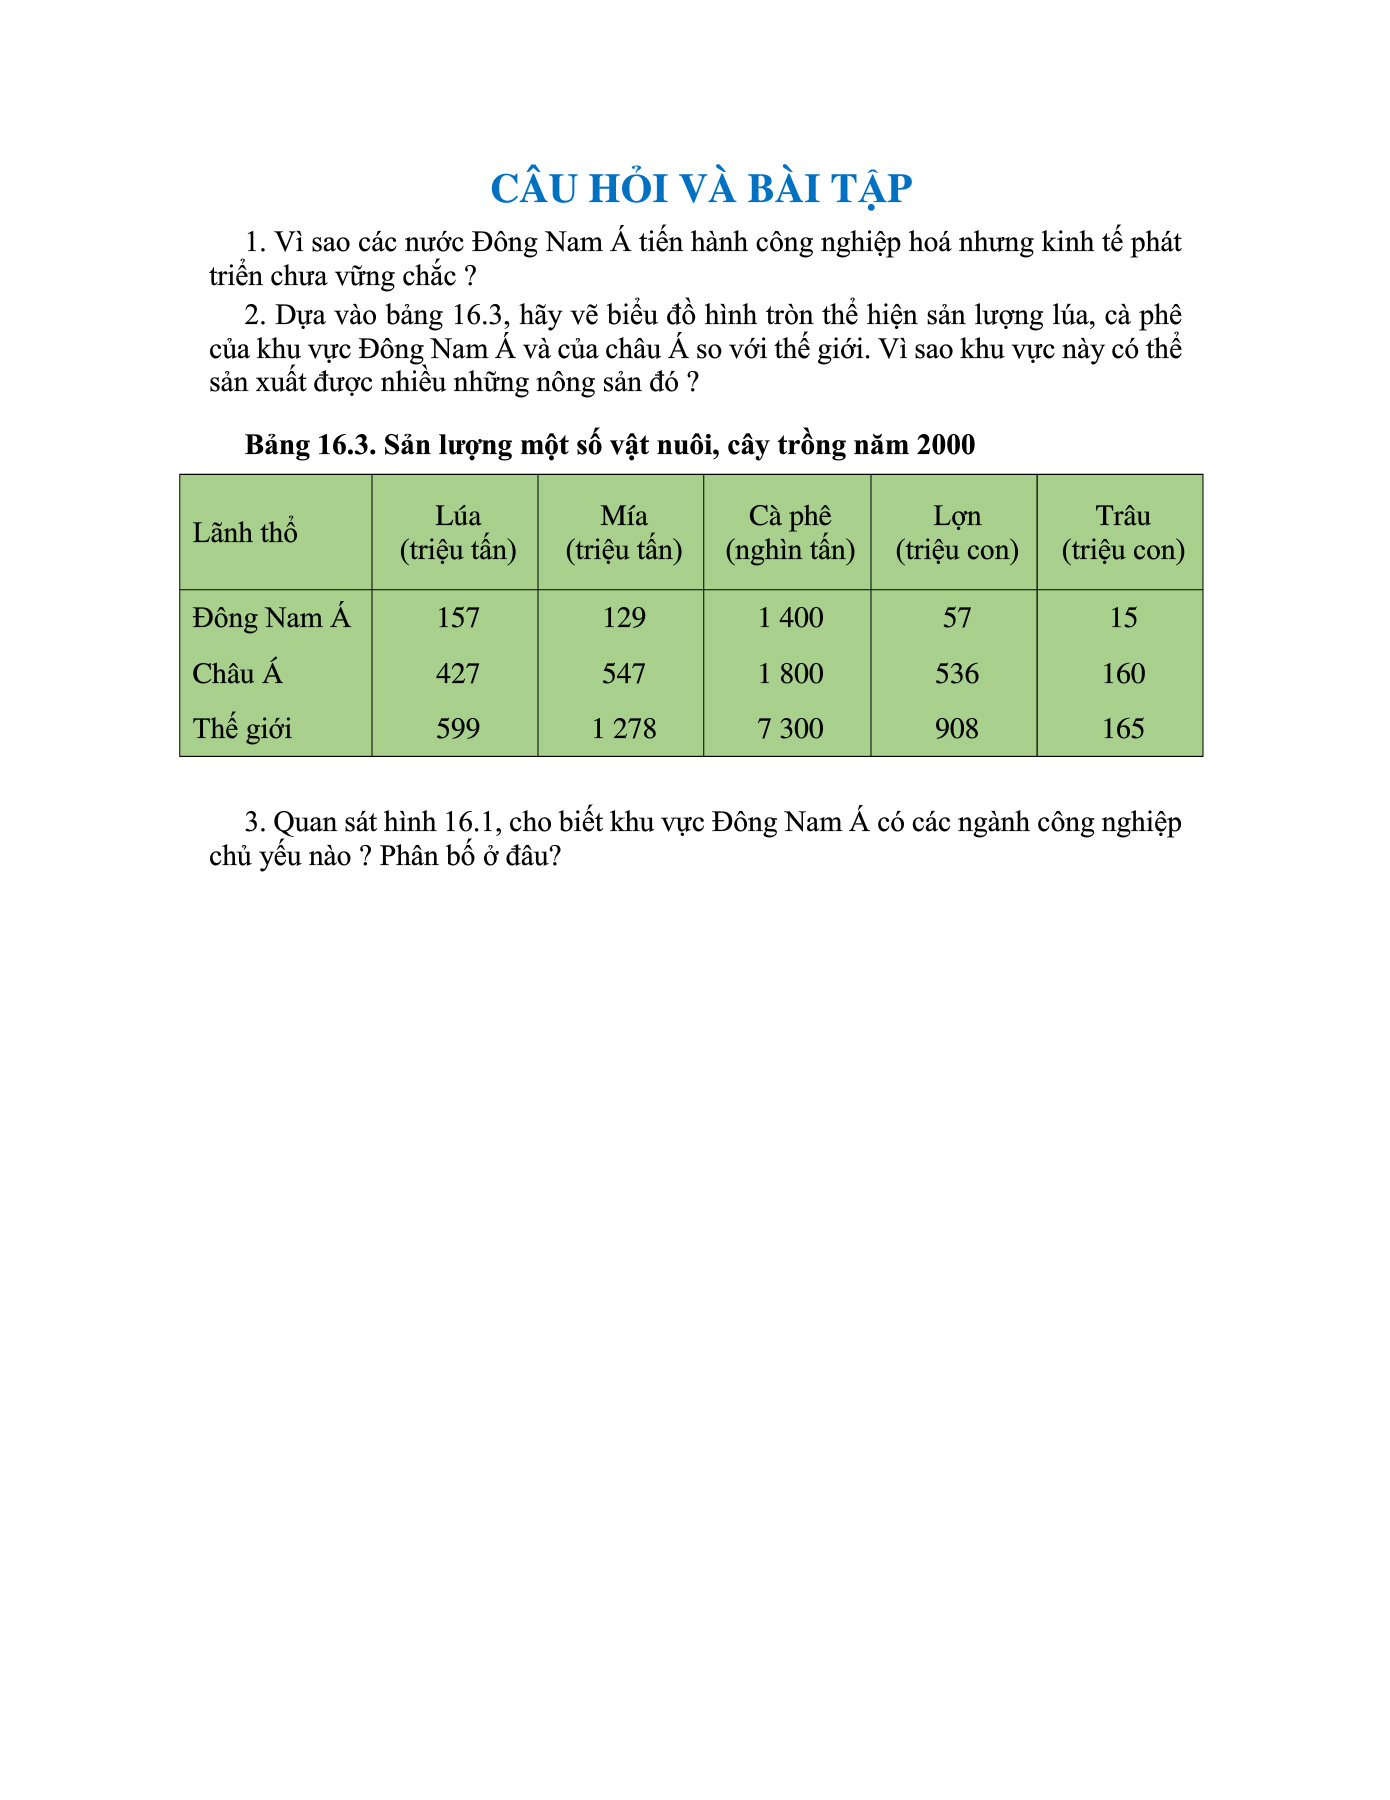 CÂU HỎI VÀ BÀI TẬP
1. Vì sao các nước Đông Nam Á tiến hành công nghiệp hoá nhưng kinh tế phát
triển chưa vững chắc ?
2. Dựa vào bảng 16.3, hãy vẽ biểu đồ hình tròn thể hiện sản lượng lúa, cà phê
của khu vực Đông Nam Á và của châu Á so với thế giới. Vì sao khu vực này có thể
sản xuất được nhiều những nông sản đó ?
Bảng 16.3. Sản lượng một số vật nuôi, cây trồng năm 2000
Lãnh thổ Lúa (triệu tấn) Mía (triệu tấn) Cà phê (nghìn tấn) Lợn (triệu con) Trâu (triệu con)
Đông Nam Á 157 129 1 400 57 15
Châu Á 427 547 1 800 536 160
Thế giới 599 1 278 7 300 908 165
3. Quan sát hình 16.1, cho biết khu vực Đông Nam Á có các ngành công nghiệp
chủ yếu nào ? Phân bố ở đâu?